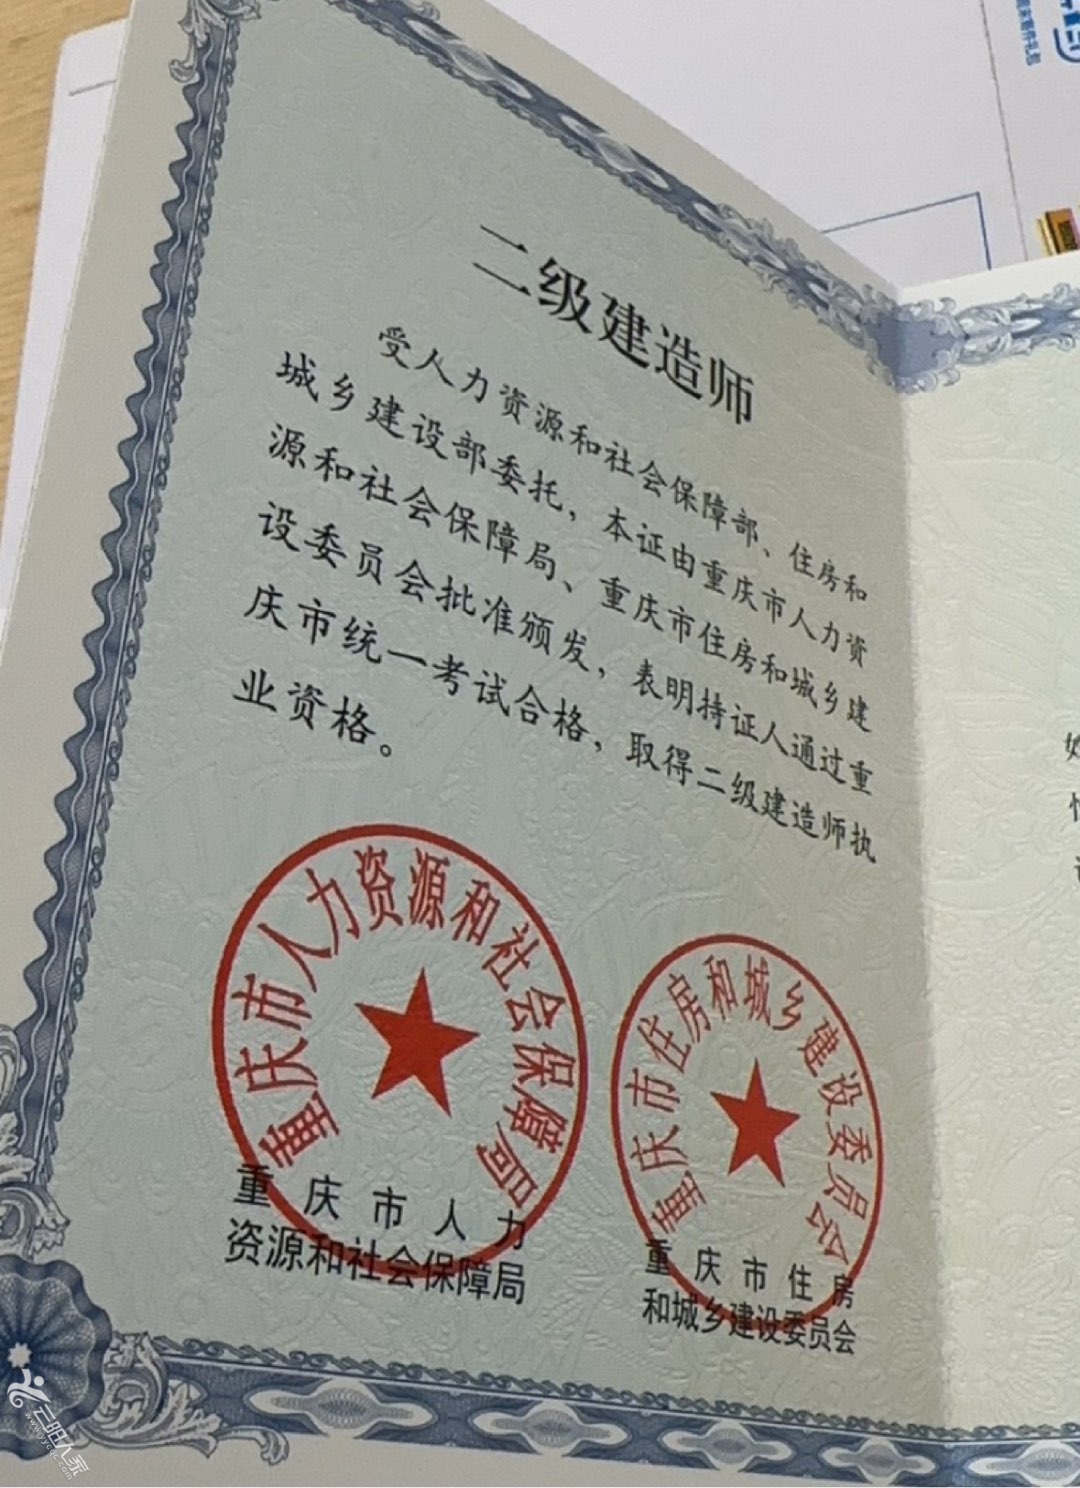 二级建造师
受人力资源和社会保障部、住房和
城乡建设部委托，本证由重庆市人力资
源和社会保障局、重庆市住房和城乡建
设委员会批准颁发，表明持证人通过重
庆市统一考试合格，取得二级建造师执
业资格。
重庆市人力资源和社会保障局
重庆市人力
资源和社会保障局
重庆市住房和城乡建设委员会
重庆市住房
和城乡建设委员会
云阳人家